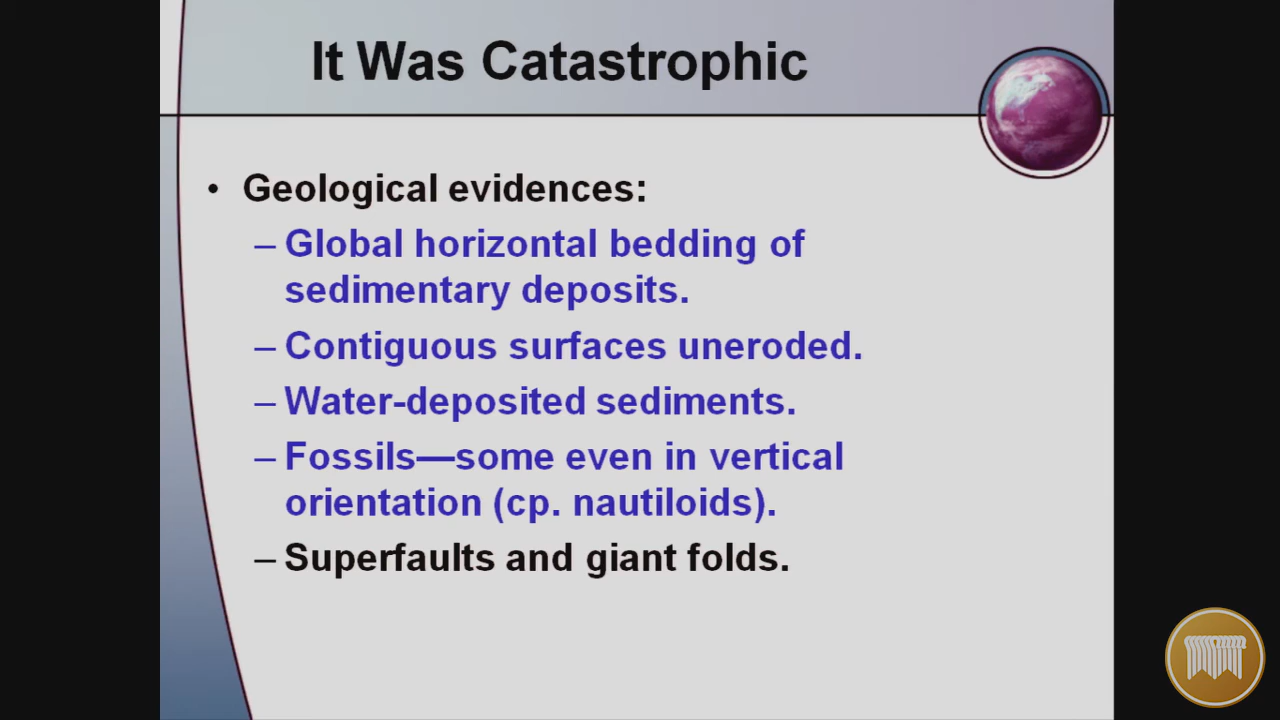 It Was Catastrophic
• Geological evidences:
– Global horizontal bedding of
sedimentary deposits.
– Contiguous surfaces uneroded.
– Water-deposited sediments.
– Fossils—some even in vertical
orientation (cp. nautiloids).
– Superfaults and giant folds.